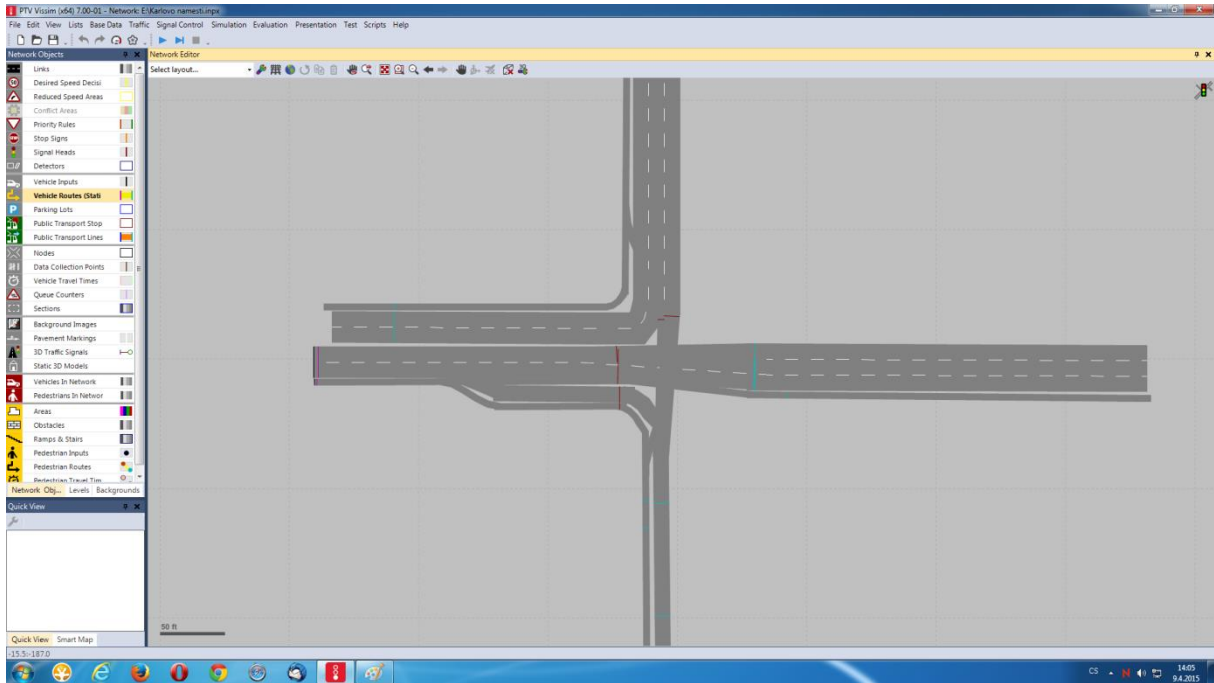 PTV Vissim (x64) 7.00-01 - Network: E:\Karlovo namesti.inpx
File Edit View Lists Base Data Traffic Signal Control Simulation Evaluation Presentation Test Scripts Help
Network Objects
Network Editor
Links
Select layout...
Desired Speed Decisi
Reduced Speed Areas
Conflict Areas
Priority Rules
Stop Signs
Signal Heads
Detectors
Vehicle Inputs
Vehicle Routes (Stati
Parking Lots
Public Transport Stop
Public Transport Lines
Nodes
Data Collection Points
Vehicle Travel Times
Queue Counters
Sections
Background Images
Pavement Markings
3D Traffic Signals
Static 3D Models
Vehicles In Network
Pedestrians In Networ
Areas
Obstacles
Ramps & Stairs
Pedestrian Inputs
Pedestrian Routes
Pedestrian Travel Tim
Network Obj... Levels Backgrounds
Quick View
50 ft
Quick View Smart Map
-15.5:-187.0
CS 14:05
9.4.2015